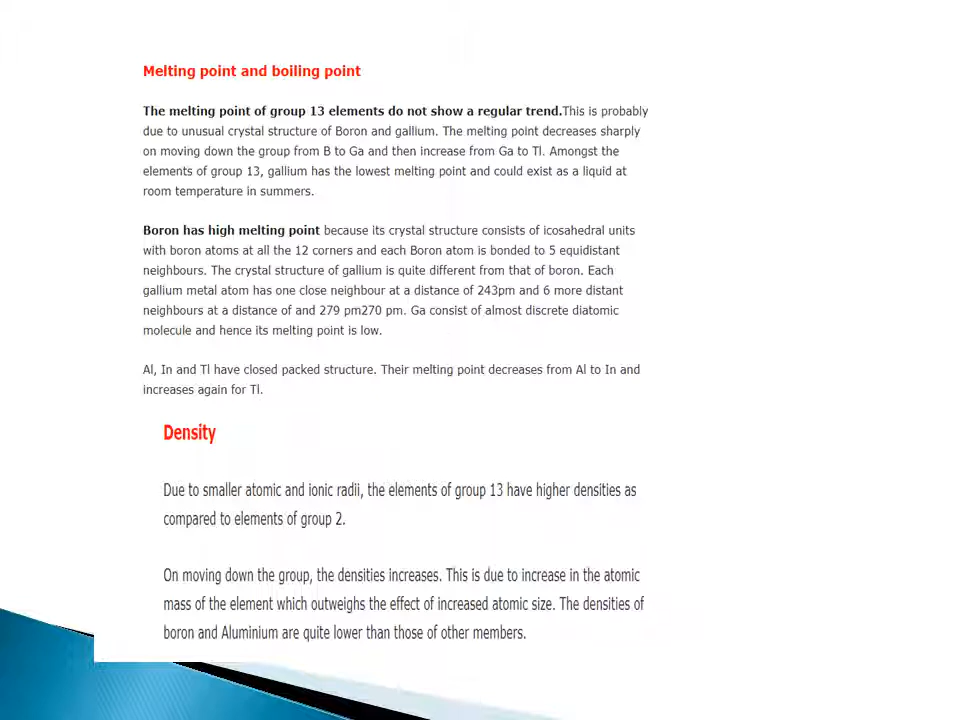 Melting point and boiling point
The melting point of group 13 elements do not show a regular trend.This is probably
due to unusual crystal structure of Boron and gallium. The melting point decreases sharply
on moving down the group from B to Ga and then increase from Ga to Tl. Amongst the
elements of group 13, gallium has the lowest melting point and could exist as a liquid at
room temperature in summers.
Boron has high melting point because its crystal structure consists of icosahedral units
with boron atoms at all the 12 corners and each Boron atom is bonded to 5 equidistant
neighbours. The crystal structure of gallium is quite different from that of boron. Each
gallium metal atom has one close neighbour at a distance of 243pm and 6 more distant
neighbours at a distance of and 279 pm270 pm. Ga consist of almost discrete diatomic
molecule and hence its melting point is low.
Al, In and Tl have closed packed structure. Their melting point decreases from Al to In and
increases again for Tl.
Density
Due to smaller atomic and ionic radii, the elements of group 13 have higher densities as
compared to elements of group 2.
On moving down the group, the densities increases. This is due to increase in the atomic
mass of the element which outweighs the effect of increased atomic size. The densities of
boron and Aluminium are quite lower than those of other members.